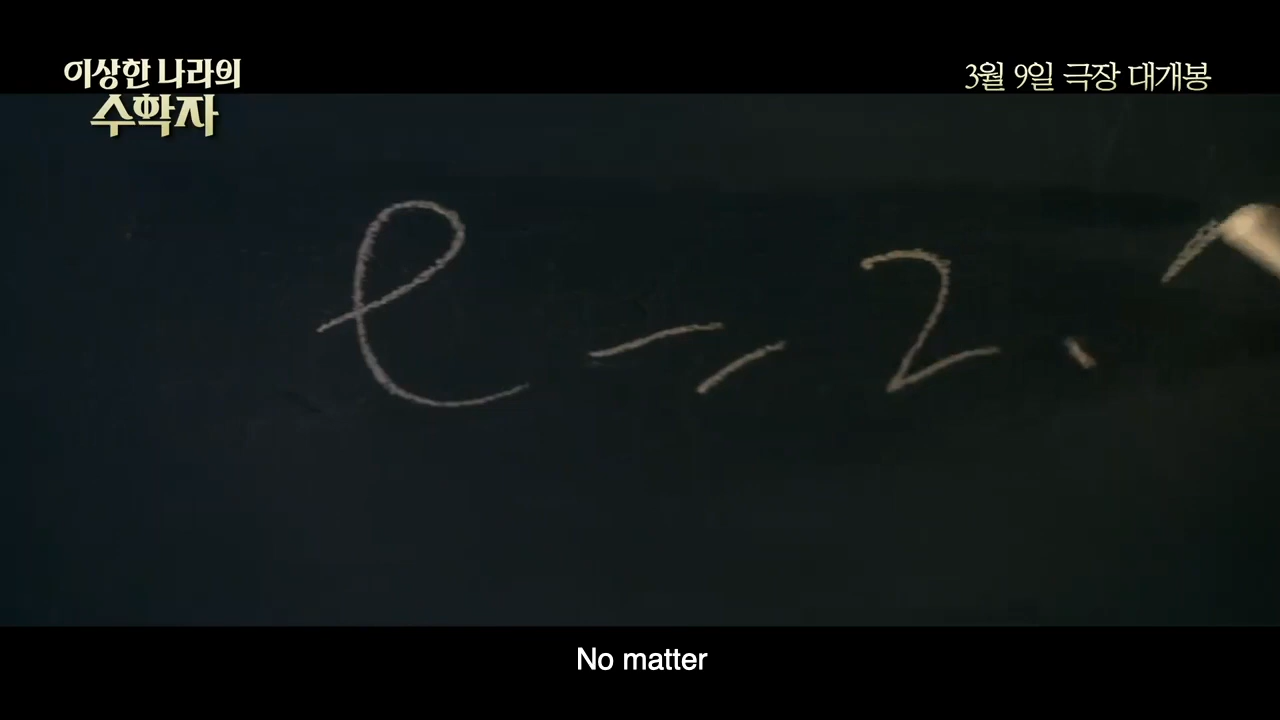 이상한 나라의
수학자
3월 9일 극장 대개봉
e = 2.
No matter